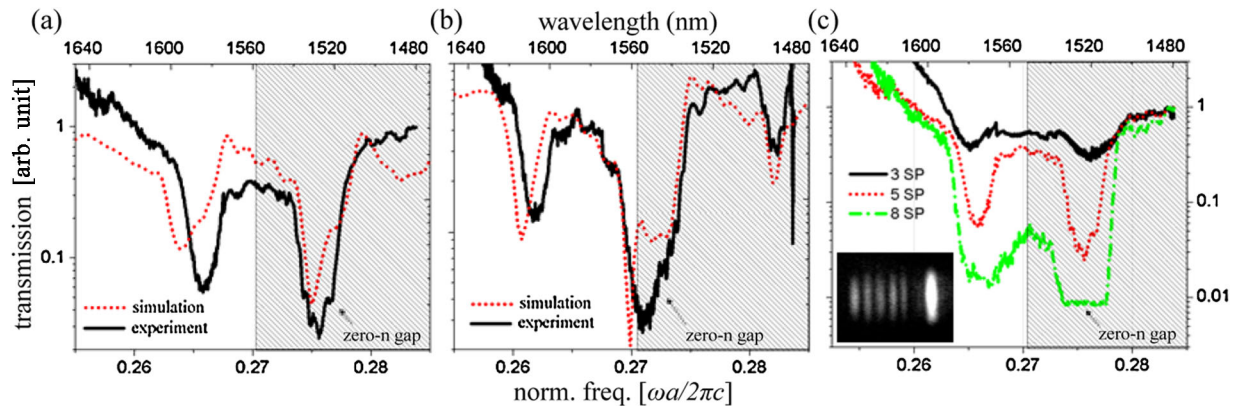 wavelength (nm)
(a)
(b)
(c)
1640 1600 1560 1520 1480
1640 1600 1560 1520 1480
1640 1600 1560 1520 1480
transmission [arb. unit]
1
0.1
simulation
experiment
zero-n gap
0.26 0.27 0.28
simulation
experiment
zero-n gap
0.26 0.27 0.28
3 SP
5 SP
8 SP
1
0.1
0.01
zero-n gap
0.26 0.27 0.28
norm. freq. [ωa/2πc]